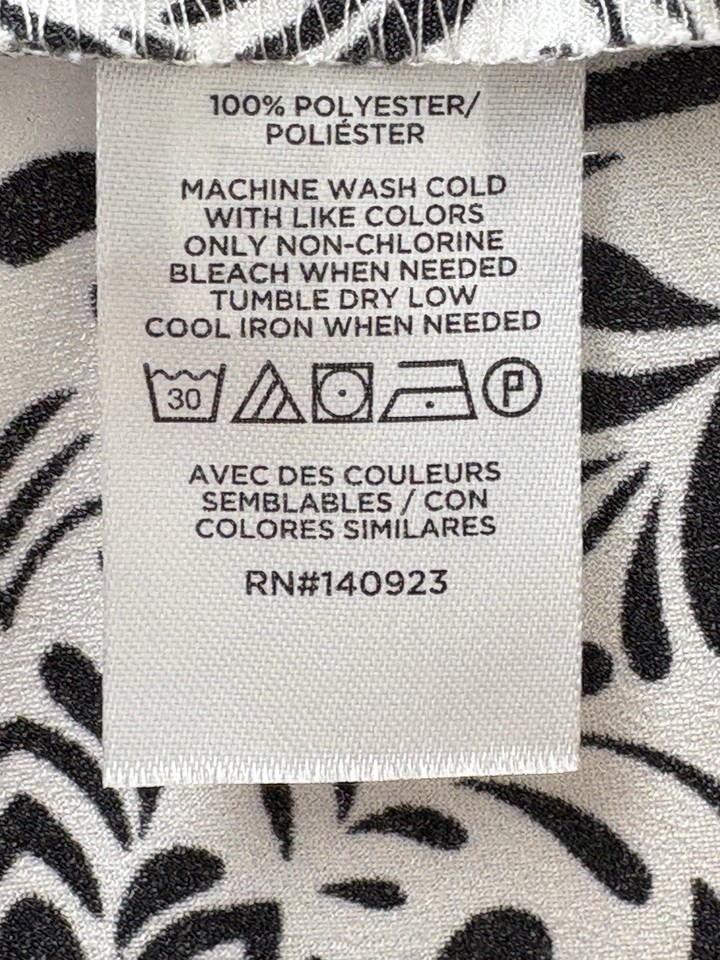 100% POLYESTER/
POLIÉSTER
MACHINE WASH COLD
WITH LIKE COLORS
ONLY NON-CHLORINE
BLEACH WHEN NEEDED
TUMBLE DRY LOW
COOL IRON WHEN NEEDED
30 P
AVEC DES COULEURS
SEMBLABLES / CON
COLORES SIMILARES
RN#140923